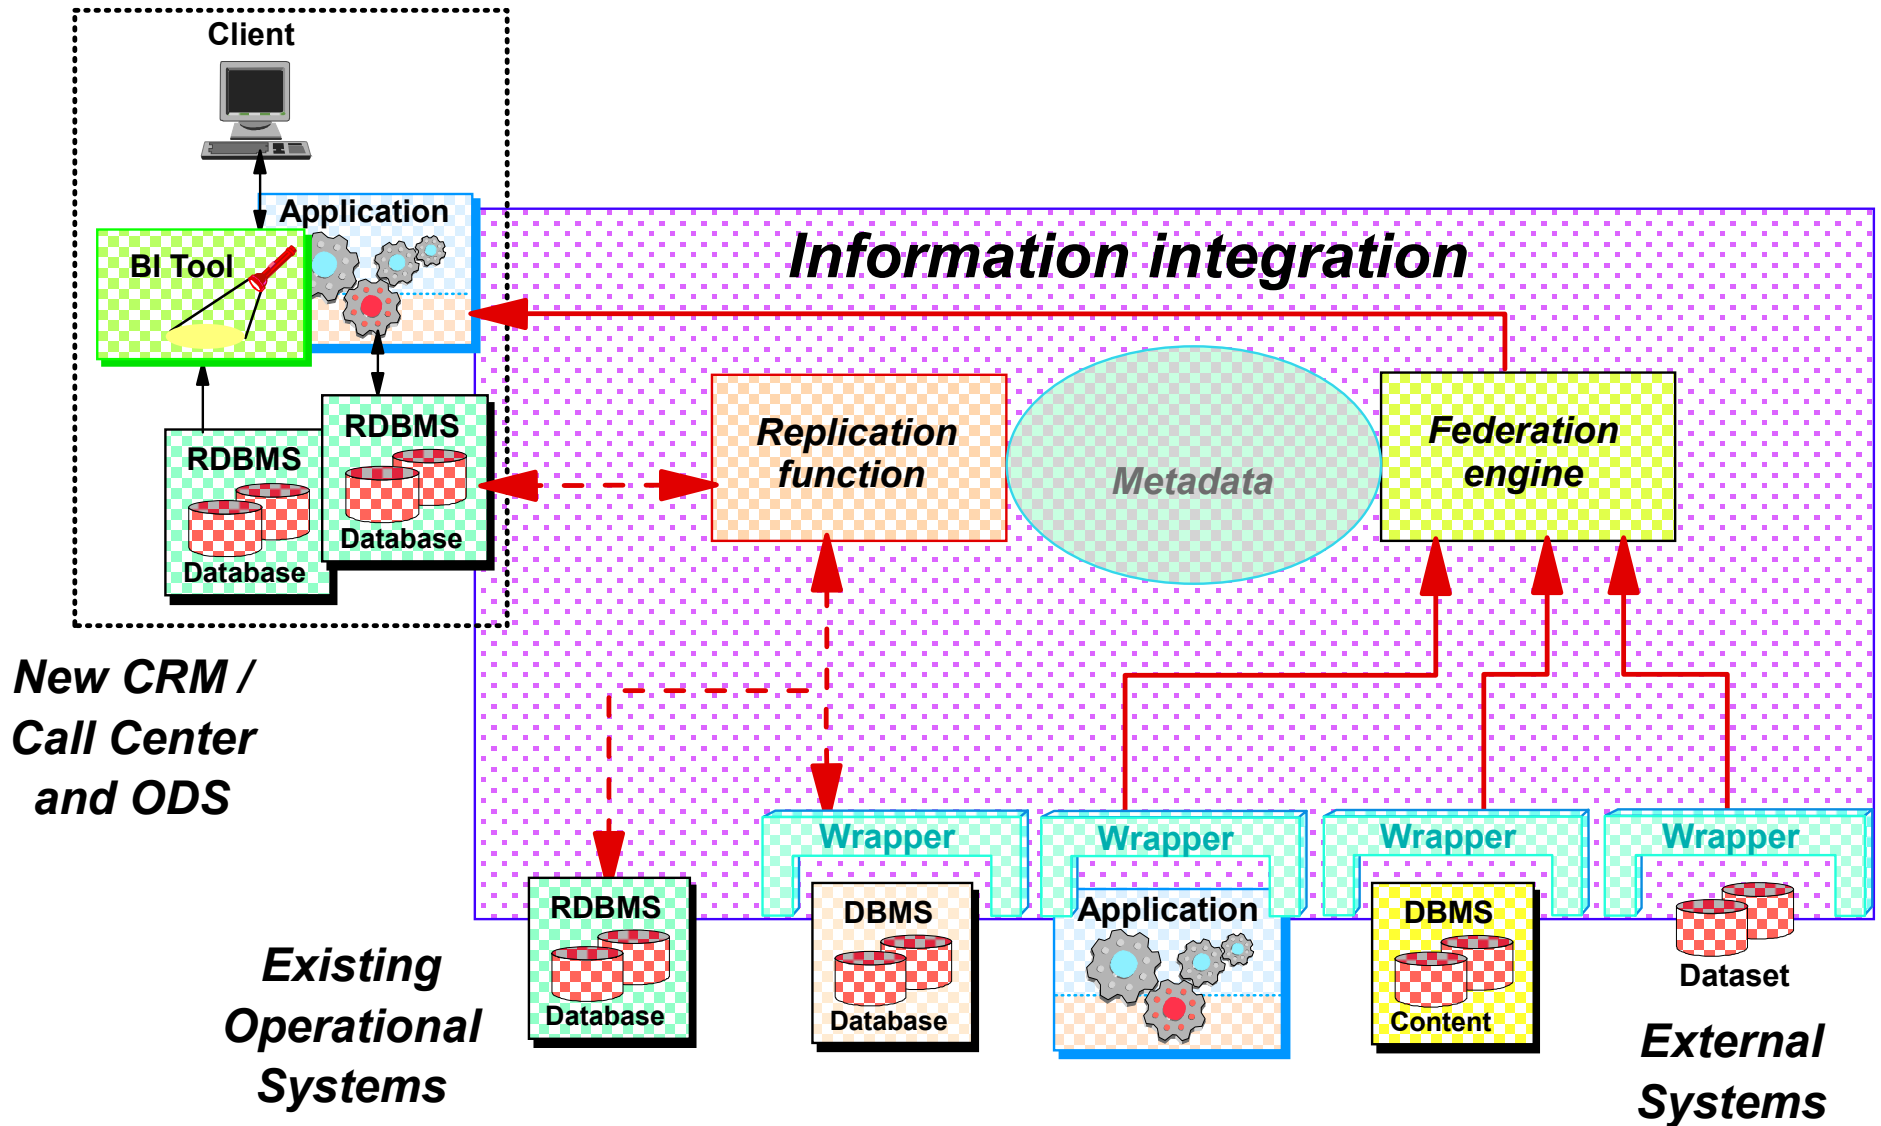 Client
Application
BI Tool
Information integration
RDBMS
Database
RDBMS
Database
Replication
function
Metadata
Federation
engine
New CRM /
Call Center
and ODS
Wrapper
Wrapper
Wrapper
Wrapper
RDBMS
Database
DBMS
Database
Application
DBMS
Content
Dataset
Existing
Operational
Systems
External
Systems